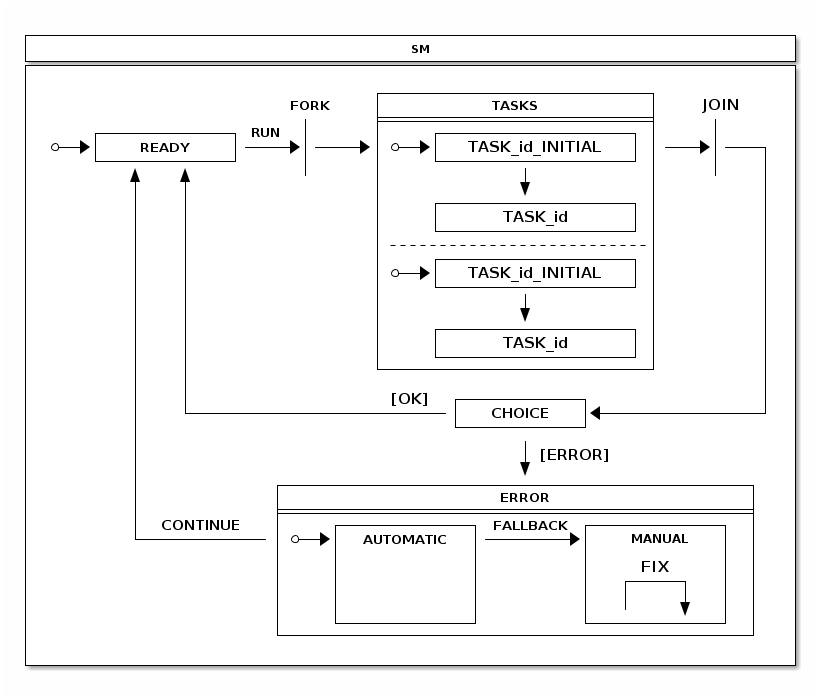 SM
FORK
TASKS
JOIN
RUN
READY
TASK_id_INITIAL
TASK_id
TASK_id_INITIAL
TASK_id
[OK]
CHOICE
[ERROR]
ERROR
CONTINUE
FALLBACK
AUTOMATIC
MANUAL
FIX